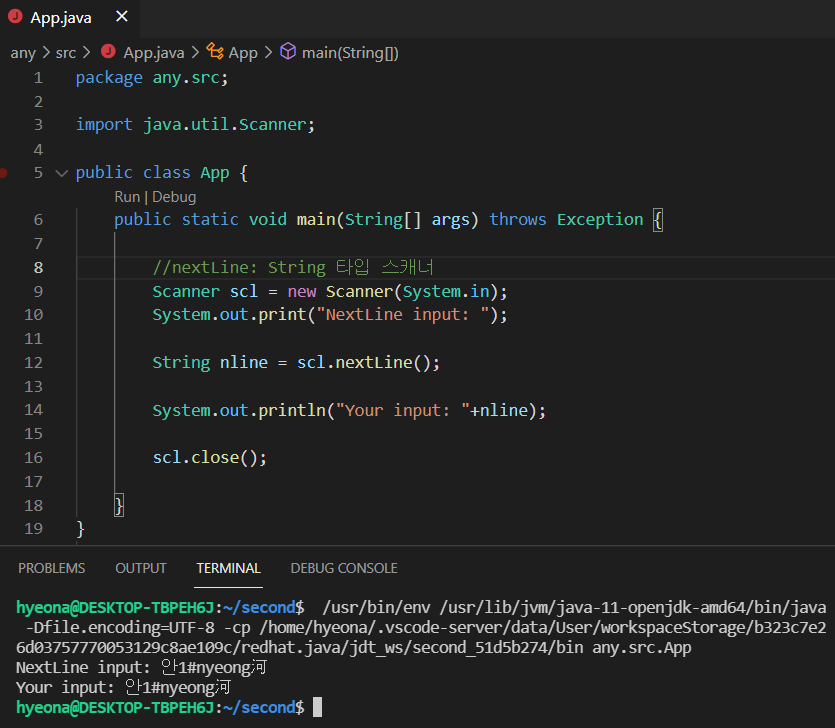 App.java
any > src > App.java > App > main(String[])
1 package any.src;
2
3 import java.util.Scanner;
4
5 public class App {
Run | Debug
6 public static void main(String[] args) throws Exception {
7
8 //nextLine: String 타입 스캐너
9 Scanner scl = new Scanner(System.in);
10 System.out.print("NextLine input: ");
11
12 String nline = scl.nextLine();
13
14 System.out.println("Your input: "+nline);
15
16 scl.close();
17
18 }
19 }
PROBLEMS OUTPUT TERMINAL DEBUG CONSOLE
hyeona@DESKTOP-TBPEH6J:~/second$ /usr/bin/env /usr/lib/jvm/java-11-openjdk-amd64/bin/java
-Dfile.encoding=UTF-8 -cp /home/hyeona/.vscode-server/data/User/workspaceStorage/b323c7e2
6d03757770053129c8ae109c/redhat.java/jdt_ws/second_51d5b274/bin any.src.App
NextLine input: 안1#nyeong河
Your input: 안1#nyeong河
hyeona@DESKTOP-TBPEH6J:~/second$